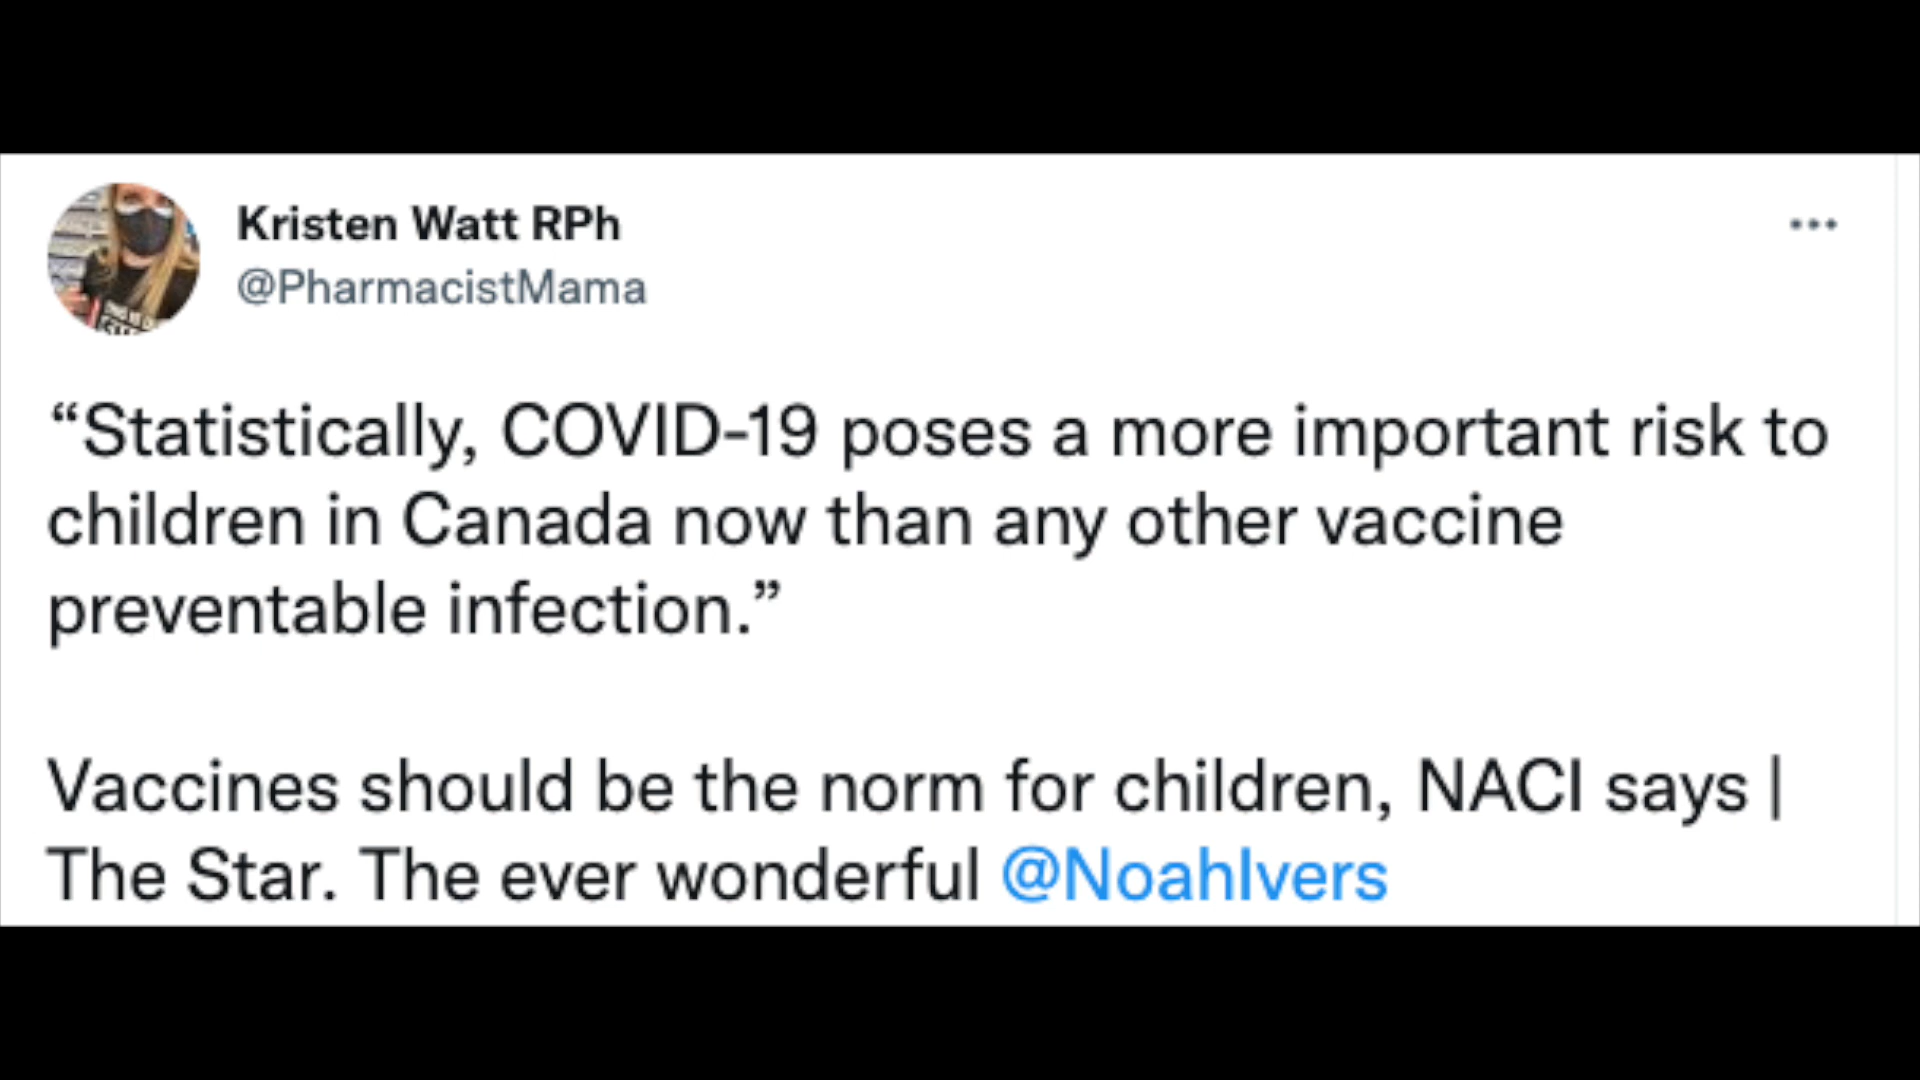 Kristen Watt RPh
@PharmacistMama
“Statistically, COVID-19 poses a more important risk to
children in Canada now than any other vaccine
preventable infection.”
Vaccines should be the norm for children, NACI says |
The Star. The ever wonderful @NoahIvers